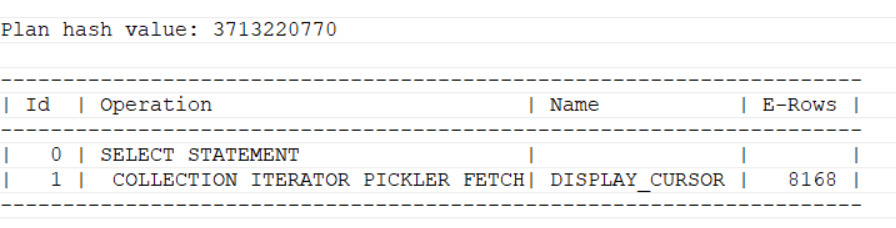 Plan hash value: 3713220770
---------------------------------------------------------------------
| Id  | Operation                         | Name           | E-Rows |
---------------------------------------------------------------------
|   0 | SELECT STATEMENT                  |                |        |
|   1 |  COLLECTION ITERATOR PICKLER FETCH| DISPLAY_CURSOR |   8168 |
---------------------------------------------------------------------